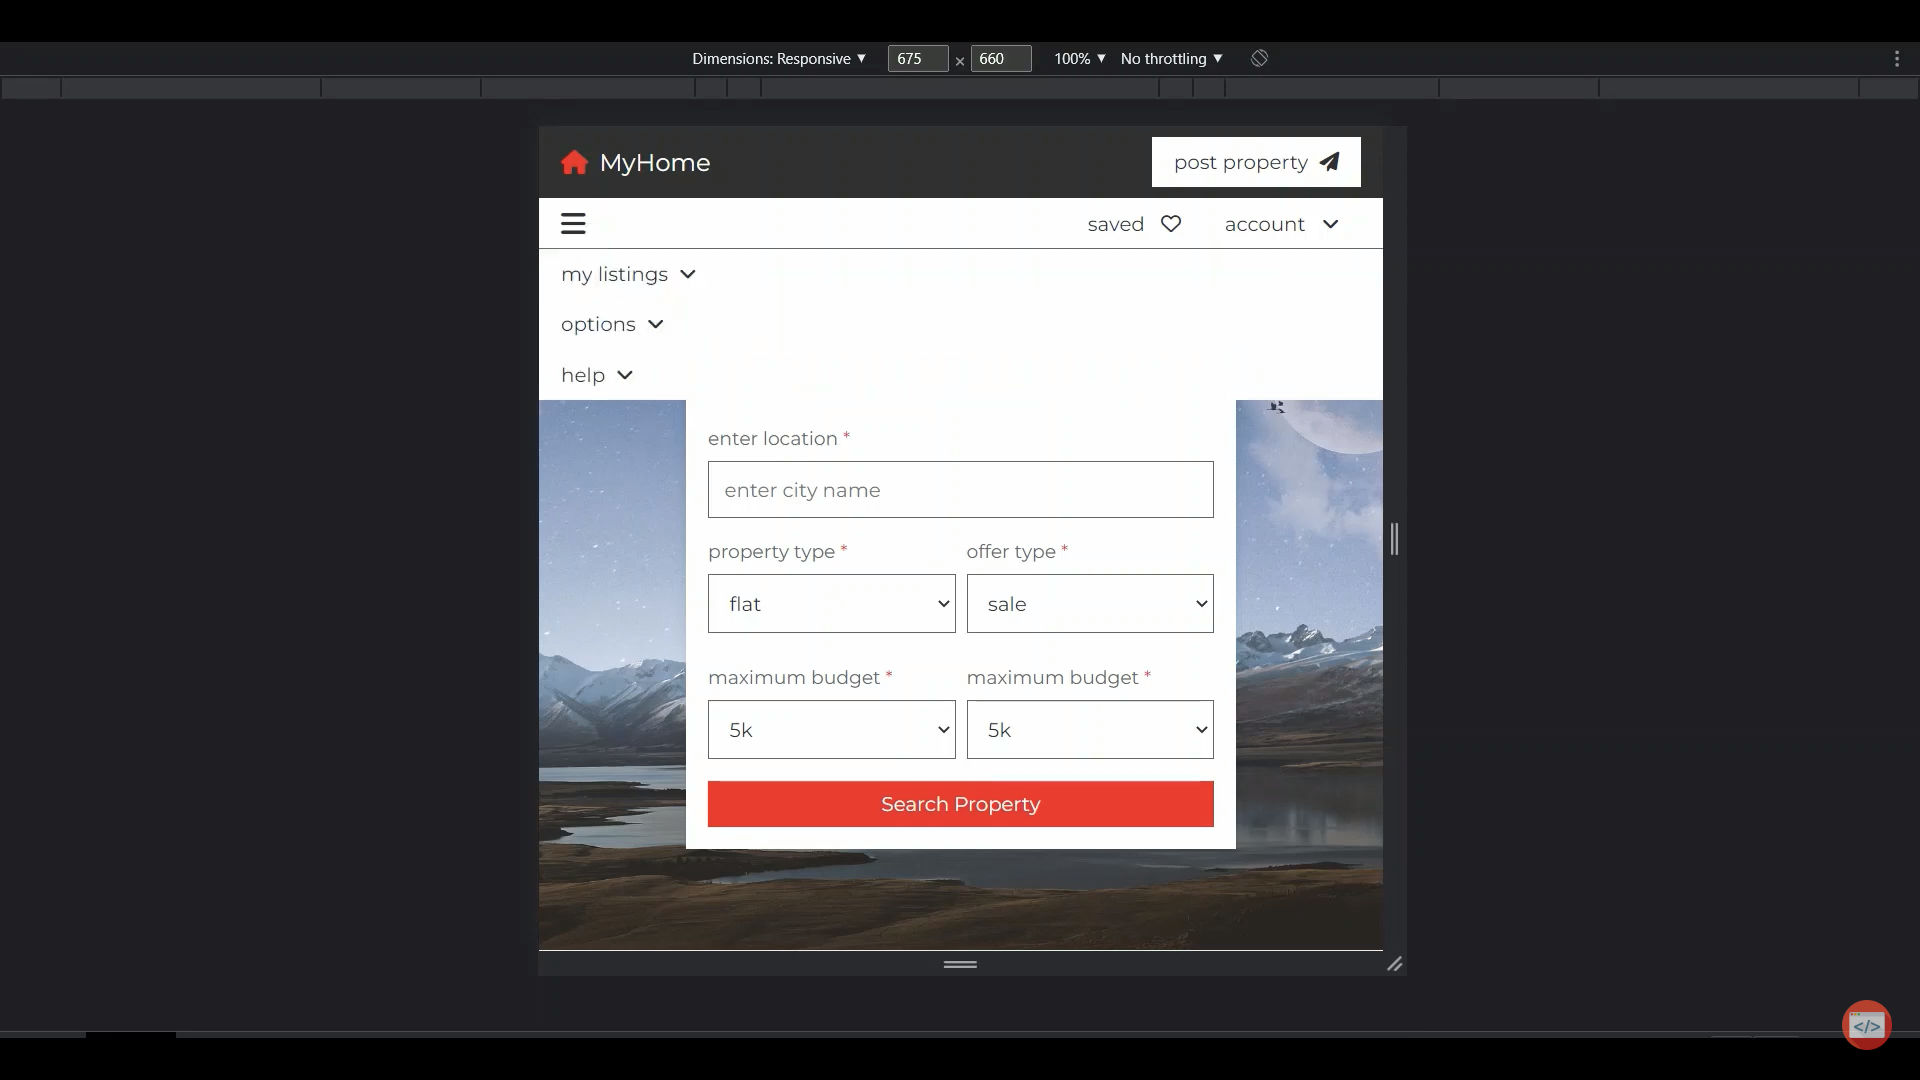 Dimensions: Responsive 675 × 660 100% No throttling
MyHome post property
saved account
my listings
options
help
enter location *
enter city name
property type * offer type *
flat sale
maximum budget * maximum budget *
5k 5k
Search Property
</>